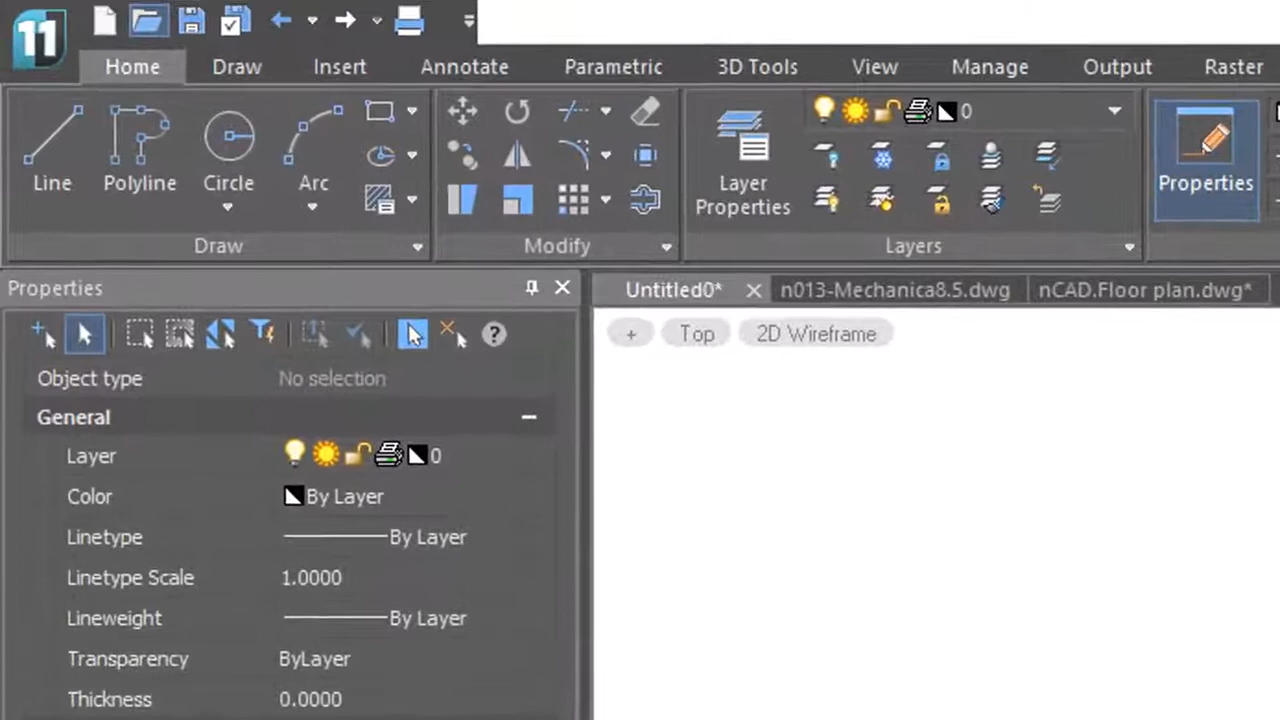 11
Home Draw Insert Annotate Parametric 3D Tools View Manage Output Raster
0
Line Polyline Circle Arc
Layer Properties
Properties
Draw Modify Layers
Properties
Untitled0* n013-Mechanica8.5.dwg nCAD.Floor plan.dwg*
+ Top 2D Wireframe
?
Object type No selection
General
Layer 0
Color By Layer
Linetype By Layer
Linetype Scale 1.0000
Lineweight By Layer
Transparency ByLayer
Thickness 0.0000